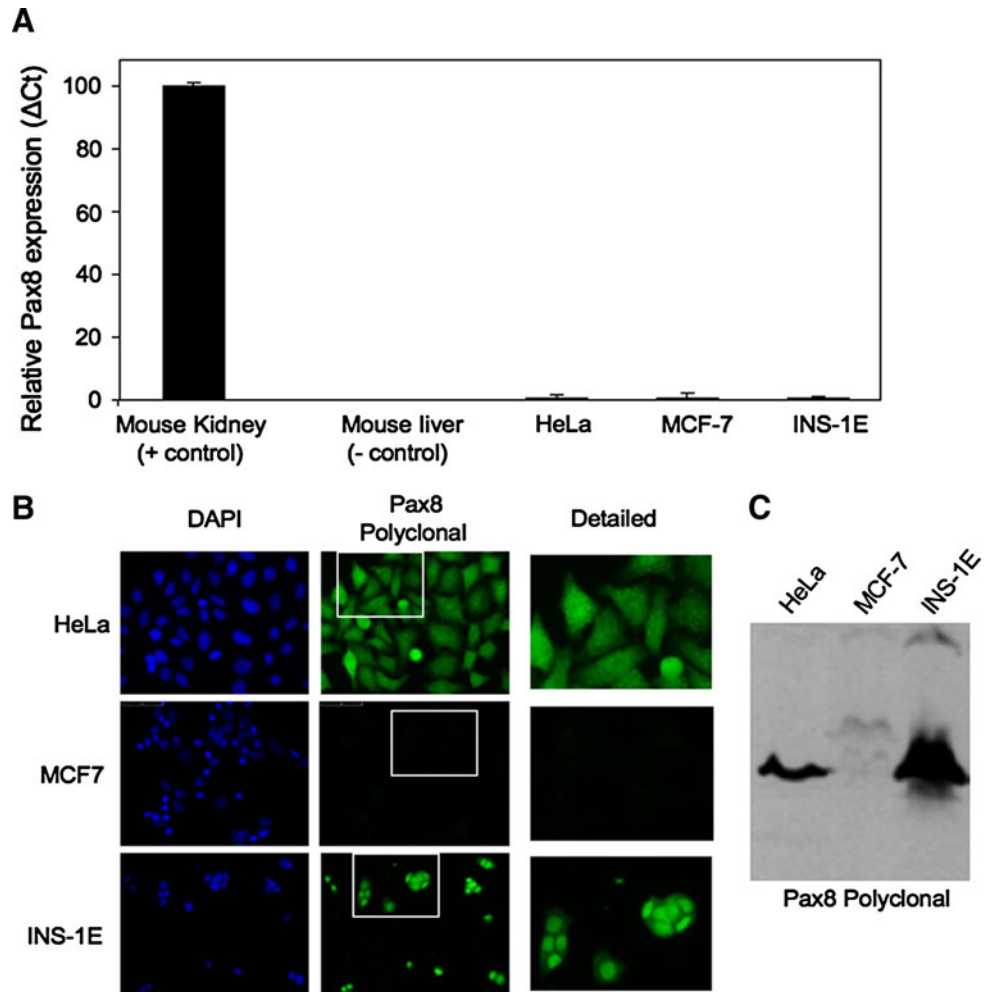 A
Relative Pax8 expression (ΔCt)
100
80
60
40
20
0
Mouse Kidney
(+ control)
Mouse liver
(- control)
HeLa
MCF-7
INS-1E
B
DAPI
Pax8
Polyclonal
Detailed
HeLa
MCF7
INS-1E
C
HeLa
MCF-7
INS-1E
Pax8 Polyclonal